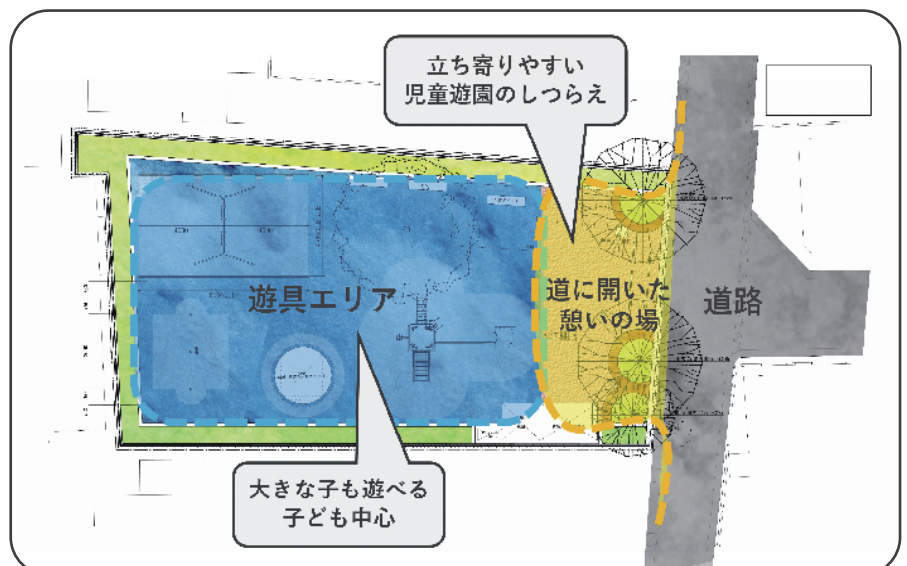 立ち寄りやすい
児童遊園のしつらえ
遊具エリア
道に開いた
憩いの場
道路
大きな子も遊べる
子ども中心